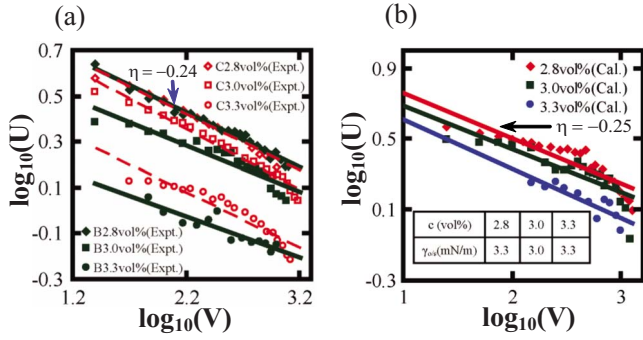 (a)
log₁₀(U)
0.7
0.5
0.3
0.1
-0.1
-0.3
η = −0.24
C2.8vol%(Expt.)
C3.0vol%(Expt.)
C3.3vol%(Expt.)
B2.8vol%(Expt.)
B3.0vol%(Expt.)
B3.3vol%(Expt.)
1.2 2.2 3.2
log₁₀(V)
(b)
log₁₀(U)
0.9
0.5
0.1
-0.3
2.8vol%(Cal.)
3.0vol%(Cal.)
3.3vol%(Cal.)
η = −0.25
c (vol%) 2.8 3.0 3.3
(mN/m) 3.3 3.0 3.3
1 2 3
log₁₀(V)